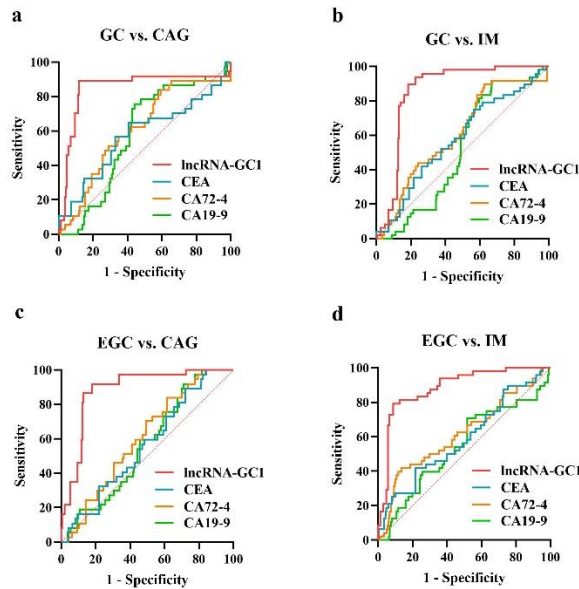 a
GC vs. CAG
Sensitivity
100
80
60
40
20
0
0 20 40 60 80 100
1 - Specificity
lncRNA-GC1
CEA
CA72-4
CA19-9
b
GC vs. IM
Sensitivity
100
80
60
40
20
0
0 20 40 60 80 100
1 - Specificity
lncRNA-GC1
CEA
CA72-4
CA19-9
c
EGC vs. CAG
Sensitivity
100
80
60
40
20
0
0 20 40 60 80 100
1 - Specificity
lncRNA-GC1
CEA
CA72-4
CA19-9
d
EGC vs. IM
Sensitivity
100
80
60
40
20
0
0 20 40 60 80 100
1 - Specificity
lncRNA-GC1
CEA
CA72-4
CA19-9